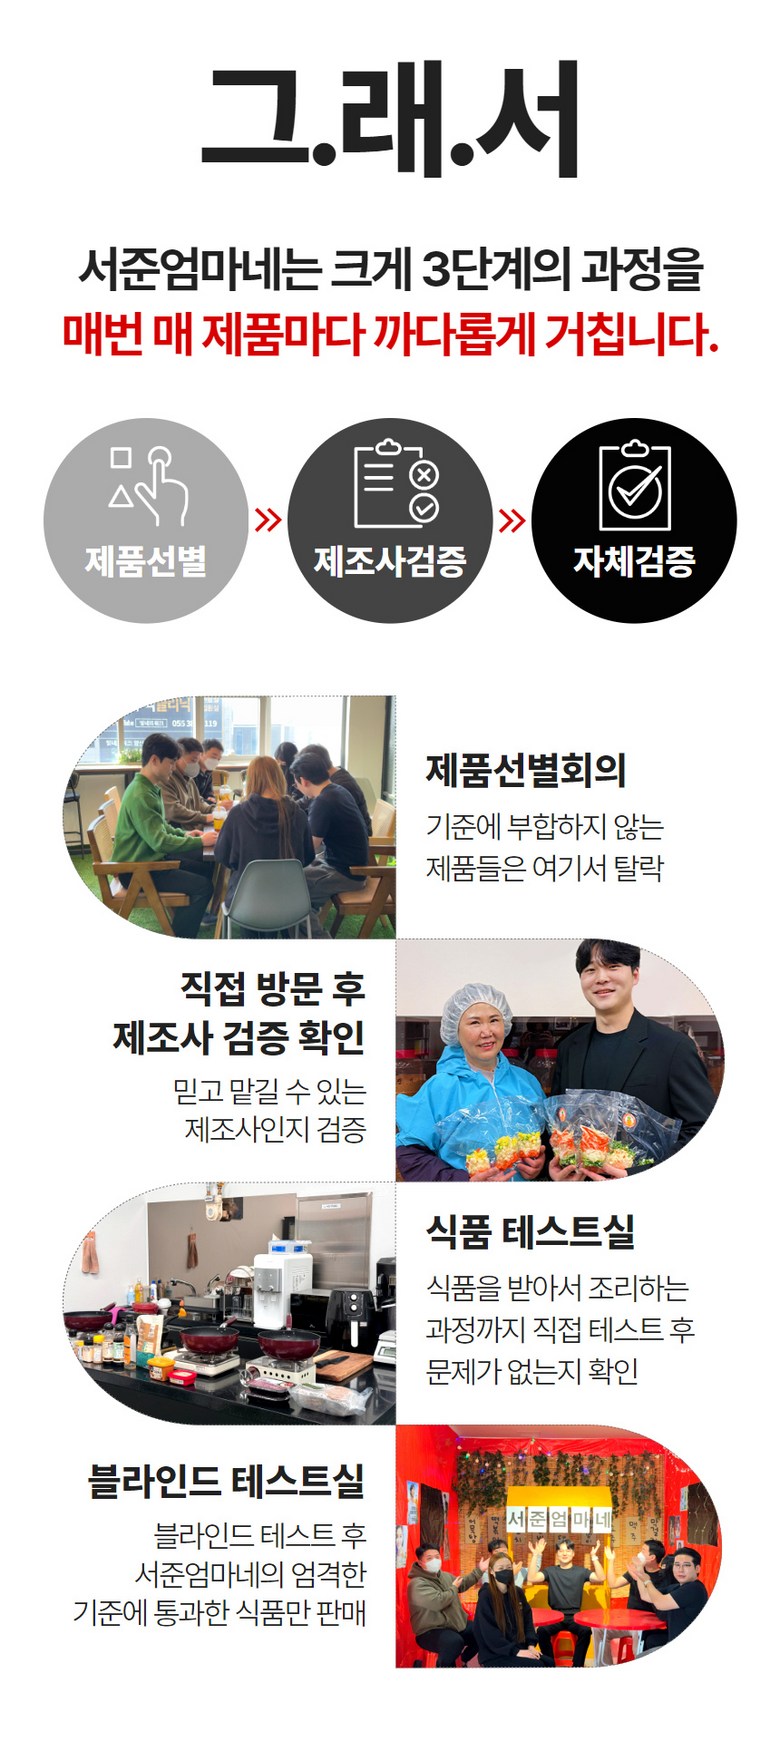 그.래.서
서준엄마네는 크게 3단계의 과정을
매번 매 제품마다 까다롭게 거칩니다.
제품선별
제조사검증
자체검증
제품선별회의
기준에 부합하지 않는
제품들은 여기서 탈락
직접 방문 후
제조사 검증 확인
믿고 맡길 수 있는
제조사인지 검증
식품 테스트실
식품을 받아서 조리하는
과정까지 직접 테스트 후
문제가 없는지 확인
블라인드 테스트실
블라인드 테스트 후
서준엄마네의 엄격한
기준에 통과한 식품만 판매
서준엄마네